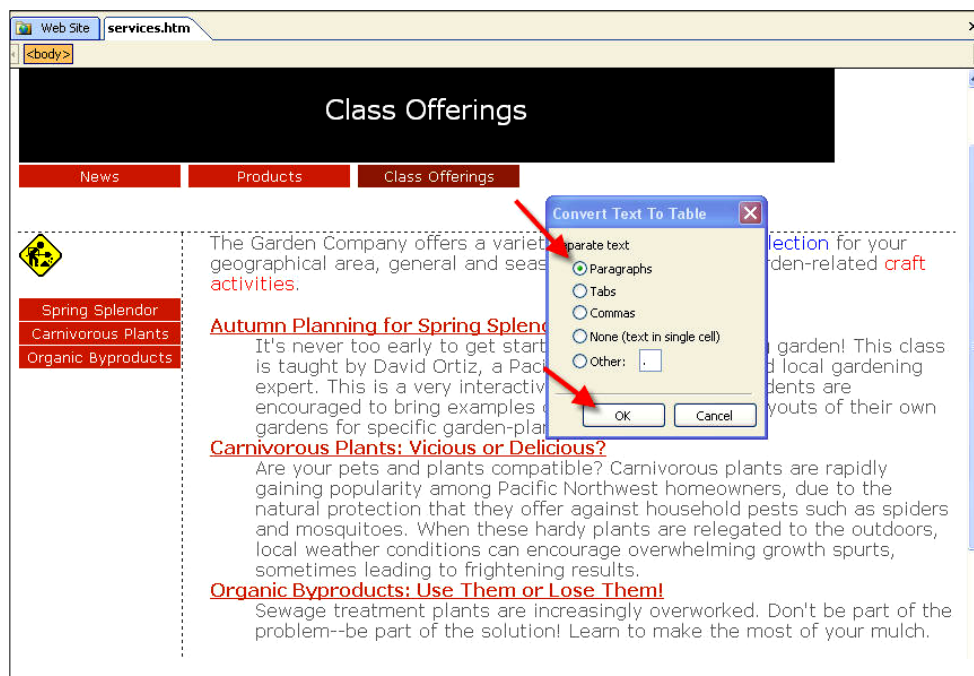 Web Site services.htm
<body>
Class Offerings
News Products Class Offerings
The Garden Company offers a variet lection for your
geographical area, general and seas rden-related craft
activities.
Spring Splendor
Carnivorous Plants
Organic Byproducts
Autumn Planning for Spring Splend
It's never too early to get start garden! This class
is taught by David Ortiz, a Pac d local gardening
expert. This is a very interactiv dents are
encouraged to bring examples youts of their own
gardens for specific garden-plan
Carnivorous Plants: Vicious or Delicious?
Are your pets and plants compatible? Carnivorous plants are rapidly
gaining popularity among Pacific Northwest homeowners, due to the
natural protection that they offer against household pests such as spiders
and mosquitoes. When these hardy plants are relegated to the outdoors,
local weather conditions can encourage overwhelming growth spurts,
sometimes leading to frightening results.
Organic Byproducts: Use Them or Lose Them!
Sewage treatment plants are increasingly overworked. Don't be part of the
problem--be part of the solution! Learn to make the most of your mulch.
Convert Text To Table
parate text
Paragraphs
Tabs
Commas
None (text in single cell)
Other: .
OK Cancel